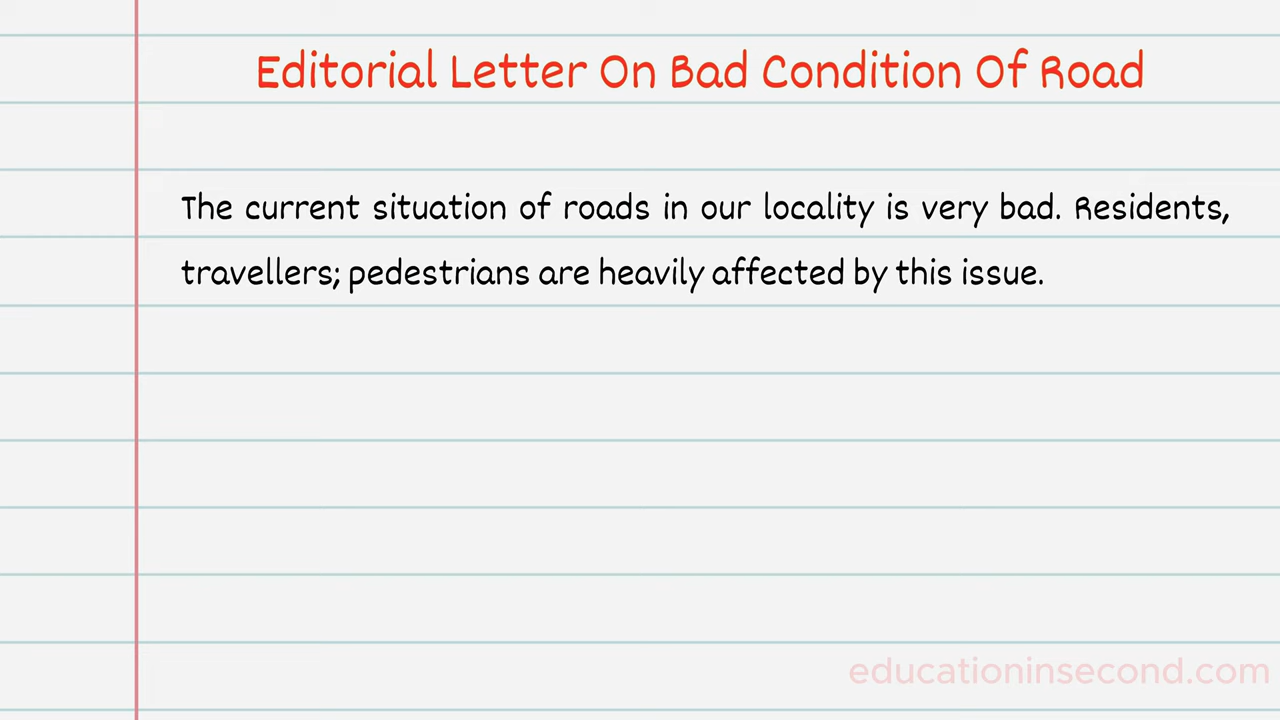 Editorial Letter On Bad Condition Of Road
The current situation of roads in our locality is very bad. Residents,
travellers; pedestrians are heavily affected by this issue.
educationinsecond.com